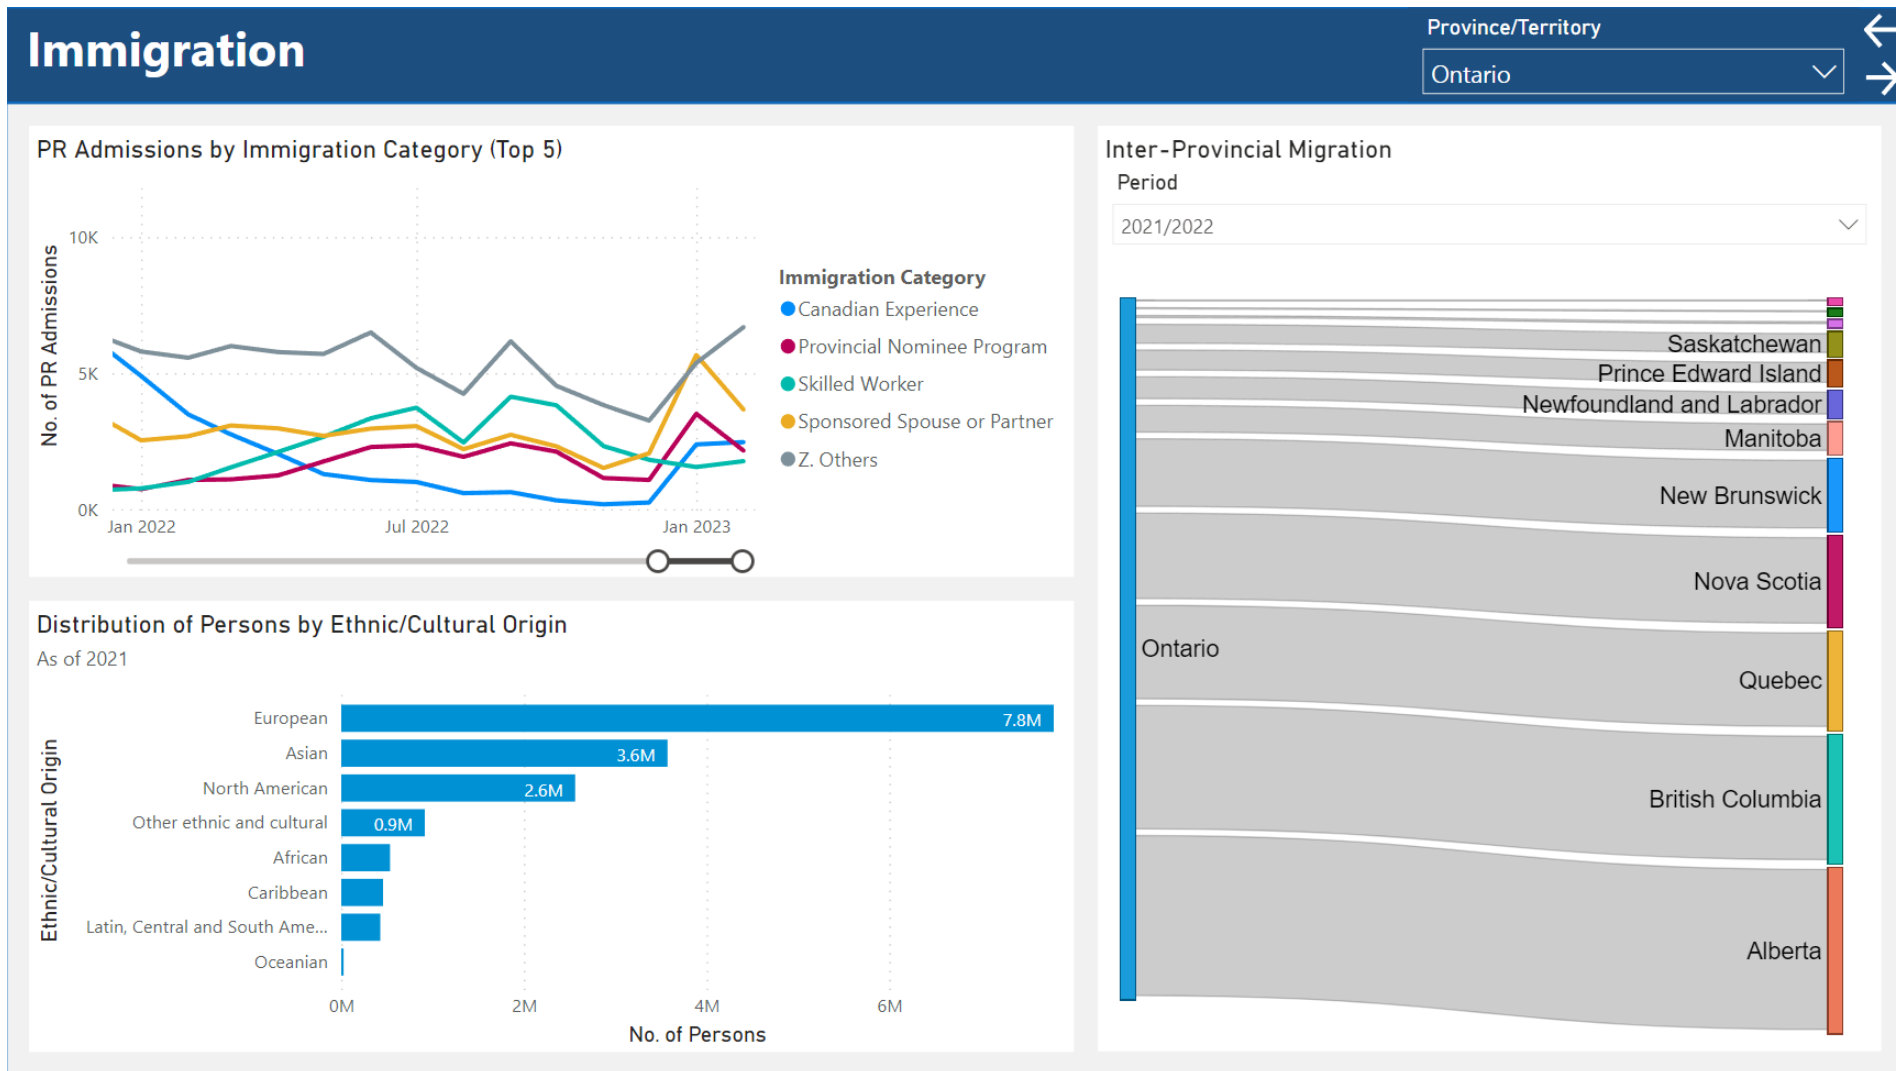 Immigration
Province/Territory
Ontario
PR Admissions by Immigration Category (Top 5)
No. of PR Admissions
10K
5K
0K
Jan 2022
Jul 2022
Jan 2023
Immigration Category
Canadian Experience
Provincial Nominee Program
Skilled Worker
Sponsored Spouse or Partner
Z. Others
Distribution of Persons by Ethnic/Cultural Origin
As of 2021
Ethnic/Cultural Origin
European
7.8M
Asian
3.6M
North American
2.6M
Other ethnic and cultural
0.9M
African
Caribbean
Latin, Central and South Ame...
Oceanian
0M
2M
4M
6M
No. of Persons
Inter-Provincial Migration
Period
2021/2022
Ontario
Saskatchewan
Prince Edward Island
Newfoundland and Labrador
Manitoba
New Brunswick
Nova Scotia
Quebec
British Columbia
Alberta